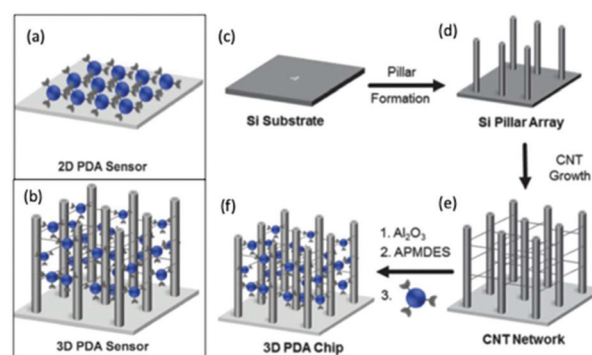 (a)
2D PDA Sensor
(b)
3D PDA Sensor
(c)
Si Substrate
Pillar
Formation
(d)
Si Pillar Array
CNT
Growth
(e)
CNT Network
1. Al₂O₃
2. APMDES
3.
(f)
3D PDA Chip